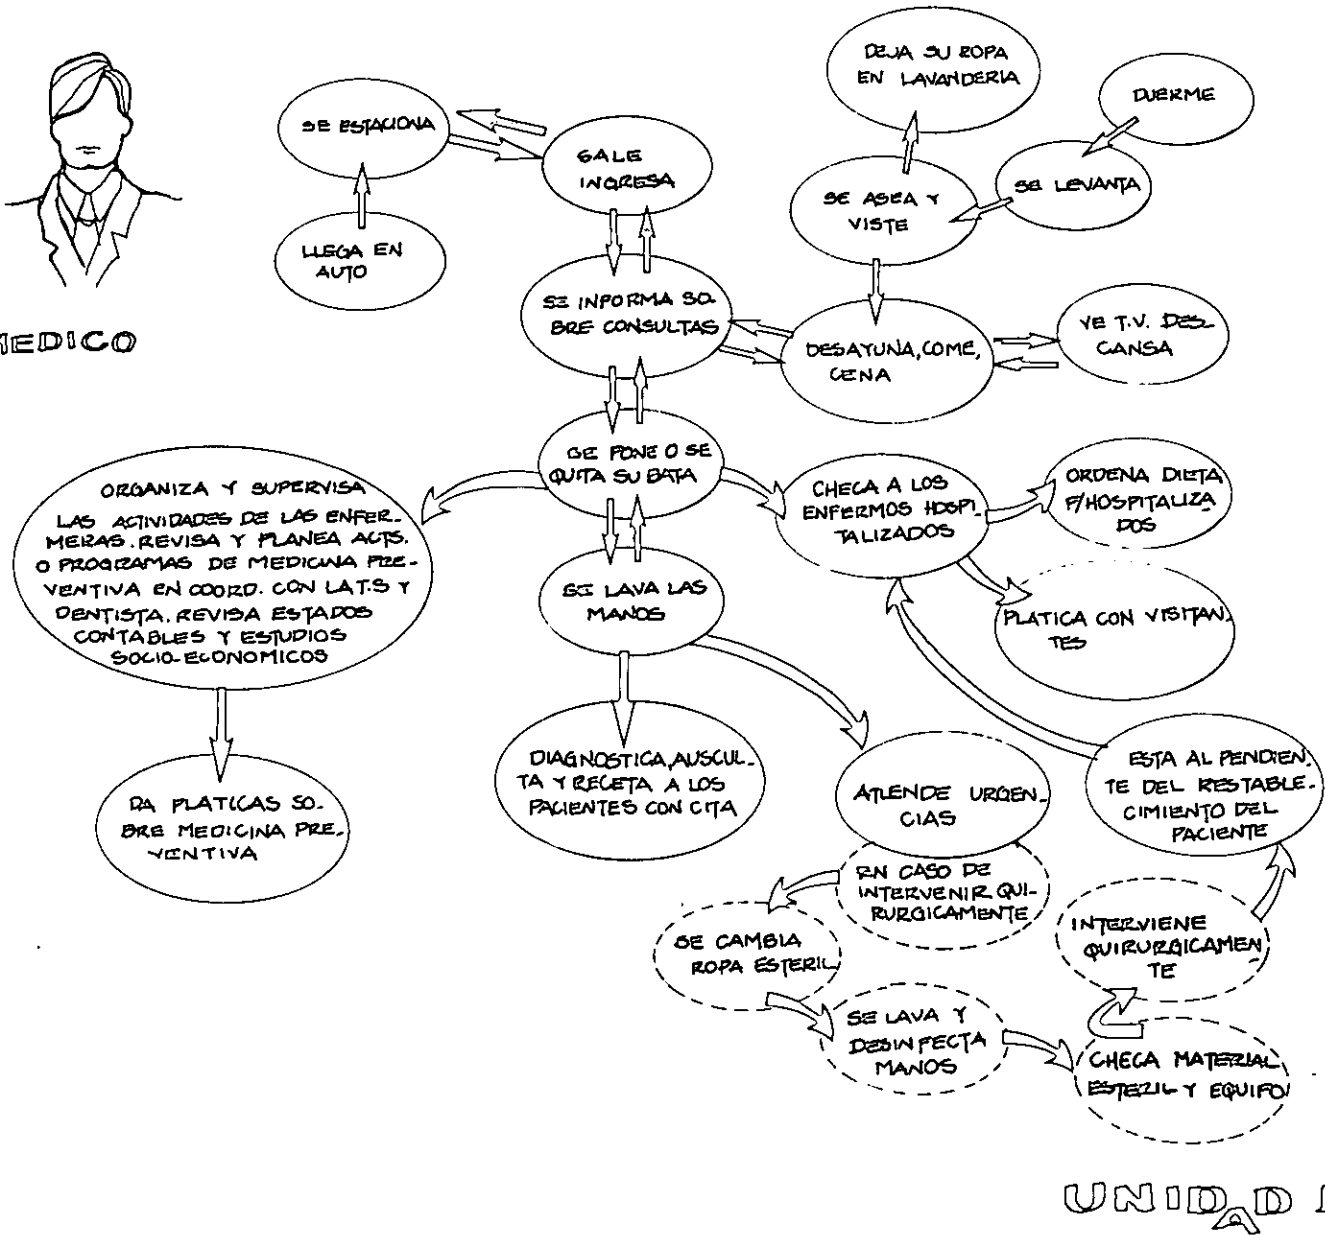 DEJA SU ROPA
EN LAVANDERIA
DUERME
SE ESTACIONA
SALE
INGRESA
SE ASEA Y
VISTE
SE LEVANTA
LLEGA EN
AUTO
MEDICO
SE INFORMA SO-
BRE CONSULTAS
DESAYUNA, COME,
CENA
VE T.V. DES-
CANSA
SE PONE O SE
QUITA SU BATA
ORGANIZA Y SUPERVISA
LAS ACTIVIDADES DE LAS ENFER-
MERAS. REVISA Y PLANEA ACTS.
O PROGRAMAS DE MEDICINA PRE-
VENTIVA EN COORD. CON LA T.S Y
DENTISTA. REVISA ESTADOS
CONTABLES Y ESTUDIOS
SOCIO-ECONOMICOS
CHECA A LOS
ENFERMOS HOSPI-
TALIZADOS
ORDENA DIETA
P/HOSPITALIZA
DOS
SE LAVA LAS
MANOS
PLATICA CON VISITAN-
TES
DA PLATICAS SO-
BRE MEDICINA PRE-
VENTIVA
DIAGNOSTICA, AUSCUL-
TA Y RECETA A LOS
PACIENTES CON CITA
ATIENDE URGEN-
CIAS
ESTA AL PENDIEN-
TE DEL RESTABLE-
CIMIENTO DEL
PACIENTE
EN CASO DE
INTERVENIR QUI-
RURGICAMENTE
SE CAMBIA
ROPA ESTERIL
SE LAVA Y
DESINFECTA
MANOS
CHECA MATERIAL
ESTERIL Y EQUIPO
INTERVIENE
QUIRURGICAMEN
TE
UNIDAD